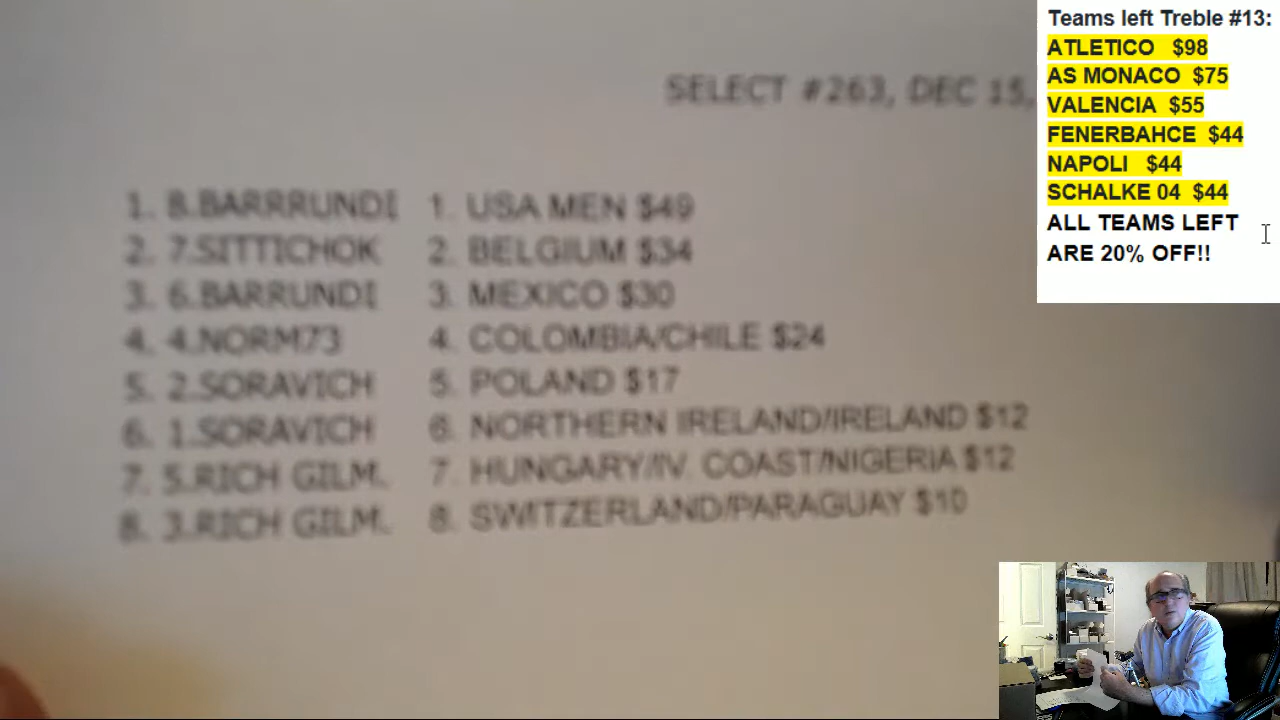 SELECT #263, DEC 15,
1. 8.BARRRUNDI 1. USA MEN $49
2. 7.SITTICHOK 2. BELGIUM $34
3. 6.BARRUNDI 3. MEXICO $30
4. 4.NORM73 4. COLOMBIA/CHILE $24
5. 2.SORAVICH 5. POLAND $17
6. 1.SORAVICH 6. NORTHERN IRELAND/IRELAND $12
7. 5.RICH GILM. 7. HUNGARY/IV. COAST/NIGERIA $12
8. 3.RICH GILM. 8. SWITZERLAND/PARAGUAY $10
Teams left Treble #13:
ATLETICO $98
AS MONACO $75
VALENCIA $55
FENERBAHCE $44
NAPOLI $44
SCHALKE 04 $44
ALL TEAMS LEFT
ARE 20% OFF!!